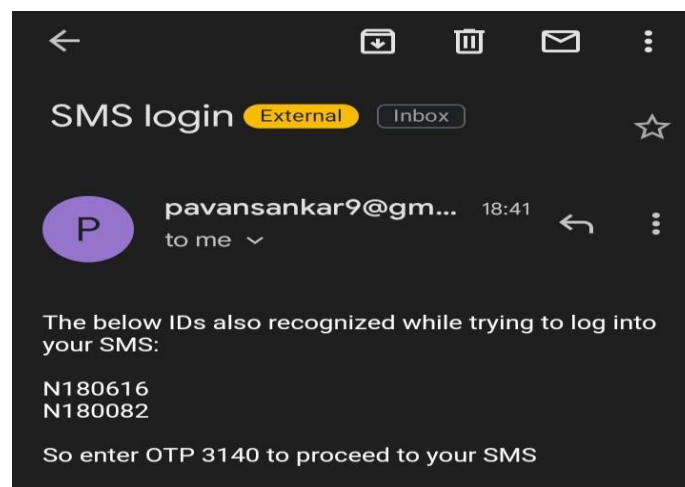 SMS login External Inbox
P
pavansankar9@gm... 18:41
to me
The below IDs also recognized while trying to log into
your SMS:
N180616
N180082
So enter OTP 3140 to proceed to your SMS